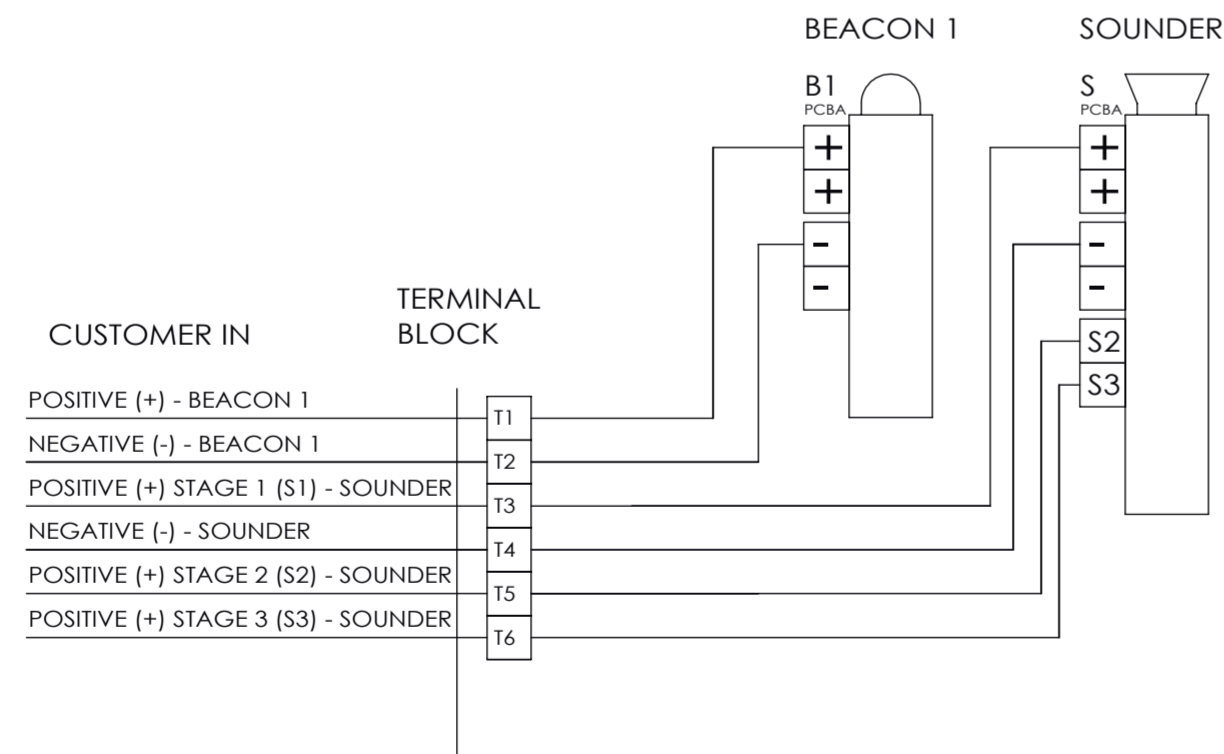 BEACON 1
SOUNDER
B1
PCBA
+
+
-
-
S
PCBA
+
+
-
-
S2
S3
TERMINAL
BLOCK
CUSTOMER IN
POSITIVE (+) - BEACON 1
T1
NEGATIVE (-) - BEACON 1
T2
POSITIVE (+) STAGE 1 (S1) - SOUNDER
T3
NEGATIVE (-) - SOUNDER
T4
POSITIVE (+) STAGE 2 (S2) - SOUNDER
T5
POSITIVE (+) STAGE 3 (S3) - SOUNDER
T6